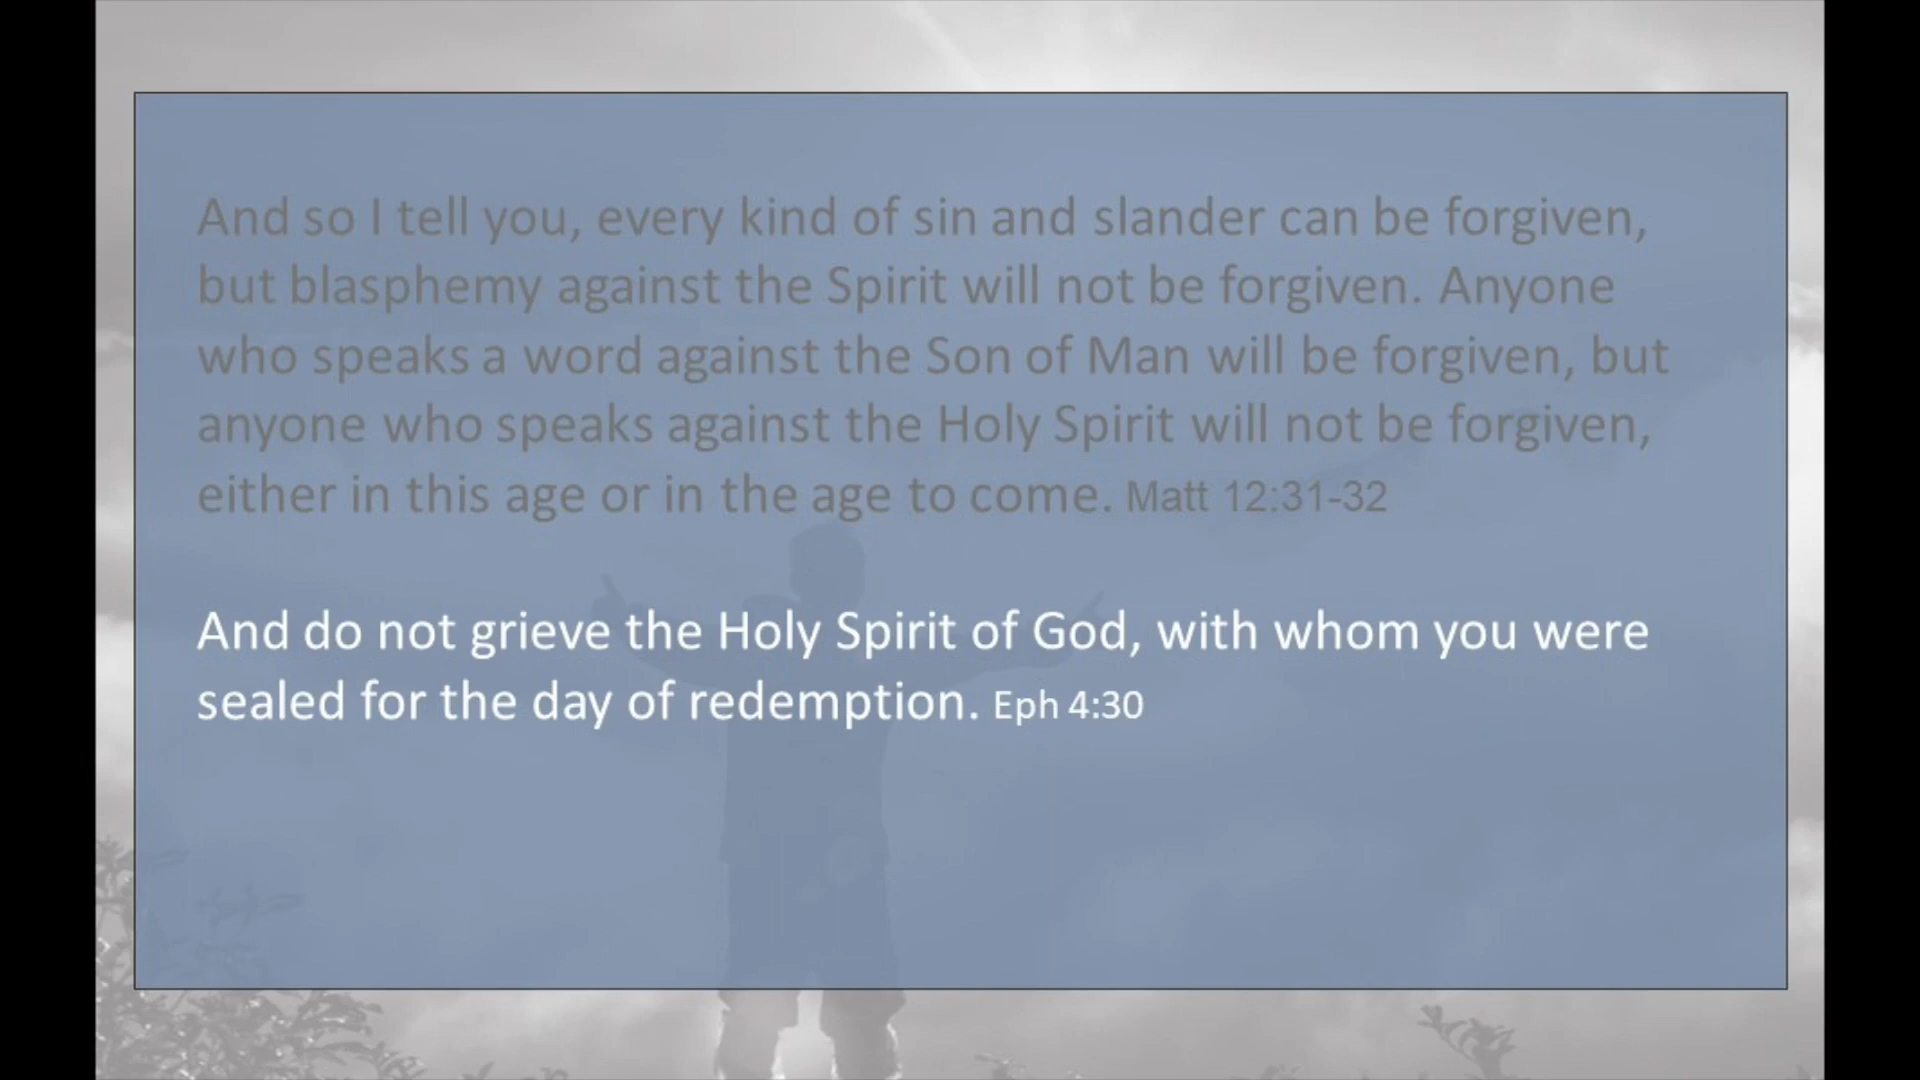 And so I tell you, every kind of sin and slander can be forgiven,
but blasphemy against the Spirit will not be forgiven. Anyone
who speaks a word against the Son of Man will be forgiven, but
anyone who speaks against the Holy Spirit will not be forgiven,
either in this age or in the age to come. Matt 12:31-32
And do not grieve the Holy Spirit of God, with whom you were
sealed for the day of redemption. Eph 4:30